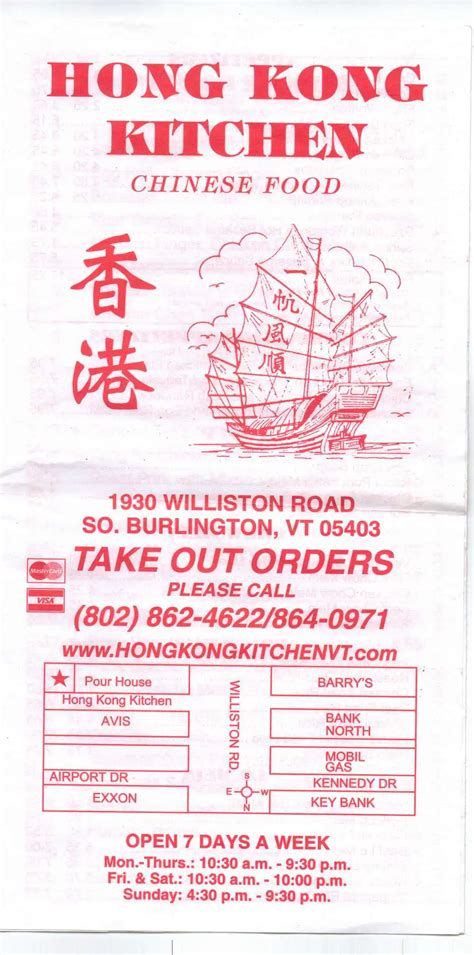 HONG KONG
KITCHEN
CHINESE FOOD
香港
一帆風順
1930 WILLISTON ROAD
SO. BURLINGTON, VT 05403
MasterCard
VISA
TAKE OUT ORDERS
PLEASE CALL
(802) 862-4622/864-0971
www.HONGKONGKITCHENVT.com
Pour House
Hong Kong Kitchen
AVIS
AIRPORT DR
EXXON
WILLISTON RD
S
E W
N
BARRY'S
BANK
NORTH
MOBIL
GAS
KENNEDY DR
KEY BANK
OPEN 7 DAYS A WEEK
Mon.-Thurs.: 10:30 a.m. - 9:30 p.m.
Fri. & Sat.: 10:30 a.m. - 10:00 p.m.
Sunday: 4:30 p.m. - 9:30 p.m.